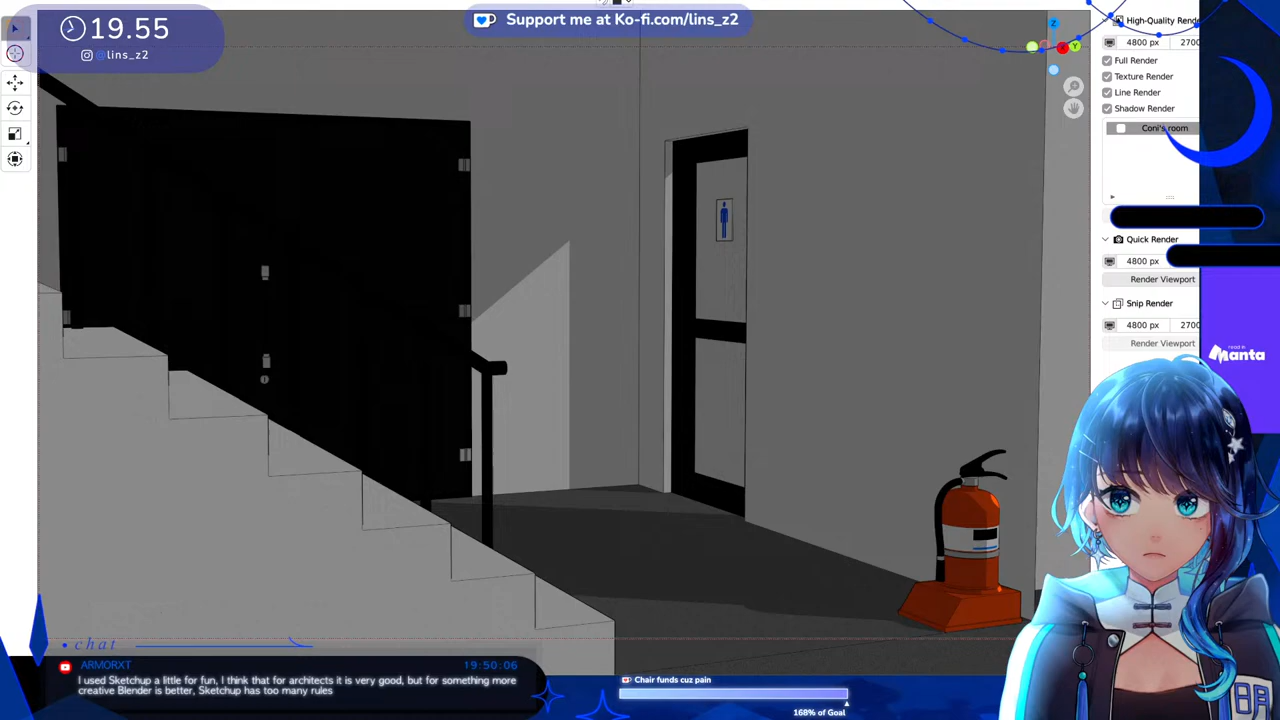 19.55
@lins_z2
Support me at Ko-fi.com/lins_z2
Z
X
Y
High-Quality Rende
4800 px
2700
Full Render
Texture Render
Line Render
Shadow Render
Coni's room
Quick Render
4800 px
Render Viewport
Snip Render
4800 px
2700
Render Viewport
read in
Manta
chat
ARMORXT
19:50:06
I used Sketchup a little for fun, I think that for architects it is very good, but for something more
creative Blender is better, Sketchup has too many rules
Chair funds cuz pain
168% of Goal